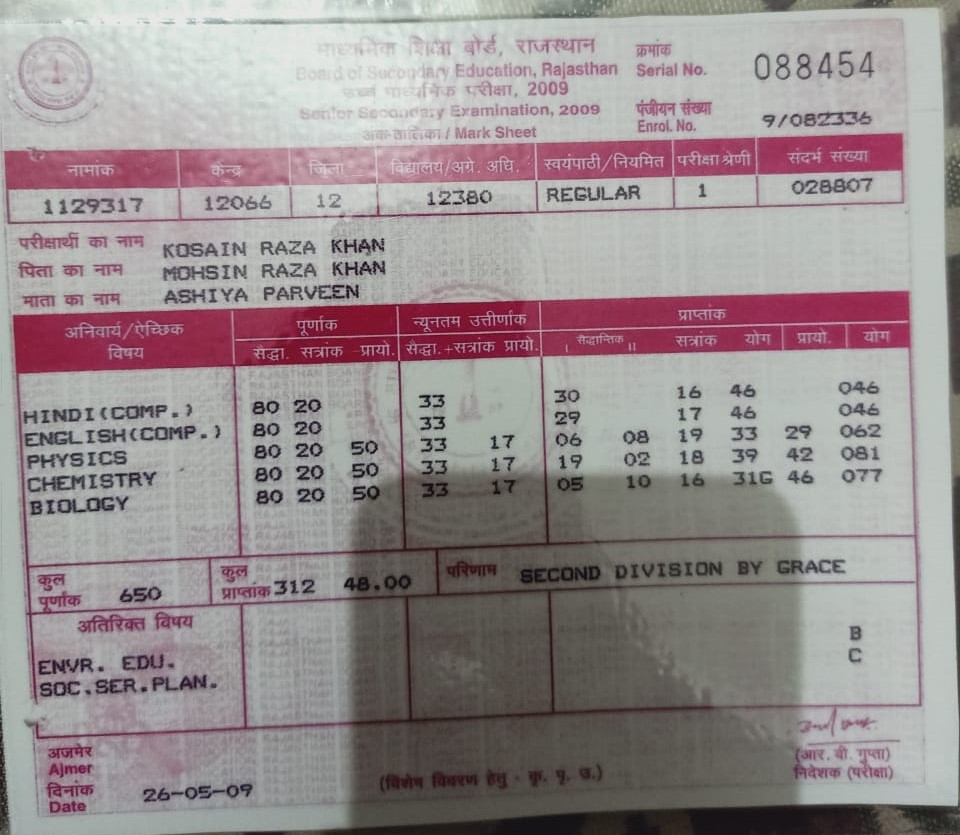 माध्यमिक शिक्षा बोर्ड, राजस्थान
Board of Secondary Education, Rajasthan
उच्च माध्यमिक परीक्षा, 2009
Senior Secondary Examination, 2009
अंक तालिका / Mark Sheet
क्रमांक
Serial No. 088454
पंजीयन संख्या
Enrol. No. 9/082336
नामांक केन्द्र जिला विद्यालय/अग्रे. अधि. स्वयंपाठी/नियमित परीक्षा श्रेणी संदर्भ संख्या
1129317 12066 12 12380 REGULAR 1 028807
परीक्षार्थी का नाम KOSAIN RAZA KHAN
पिता का नाम MOHSIN RAZA KHAN
माता का नाम ASHIYA PARVEEN
अनिवार्य/ऐच्छिक विषय पूर्णांक न्यूनतम उत्तीर्णांक प्राप्तांक
सैद्धा. सत्रांक प्रायो. सैद्धा.+सत्रांक प्रायो. । सैद्धान्तिक ॥ सत्रांक योग प्रायो. योग
HINDI(COMP.) 80 20 33 30 16 46 046
ENGLISH(COMP.) 80 20 33 29 17 46 046
PHYSICS 80 20 50 33 17 06 08 19 33 29 062
CHEMISTRY 80 20 50 33 17 19 02 18 39 42 081
BIOLOGY 80 20 50 33 17 05 10 16 31G 46 077
कुल पूर्णांक 650 कुल प्राप्तांक 312 48.00 परिणाम SECOND DIVISION BY GRACE
अतिरिक्त विषय
ENVR. EDU. B
SOC.SER.PLAN. C
अजमेर
Ajmer
दिनांक
Date 26-05-09
(विशेष विवरण हेतु - कृ. पृ. उ.)
(आर. बी. गुप्ता)
निदेशक (परीक्षा)